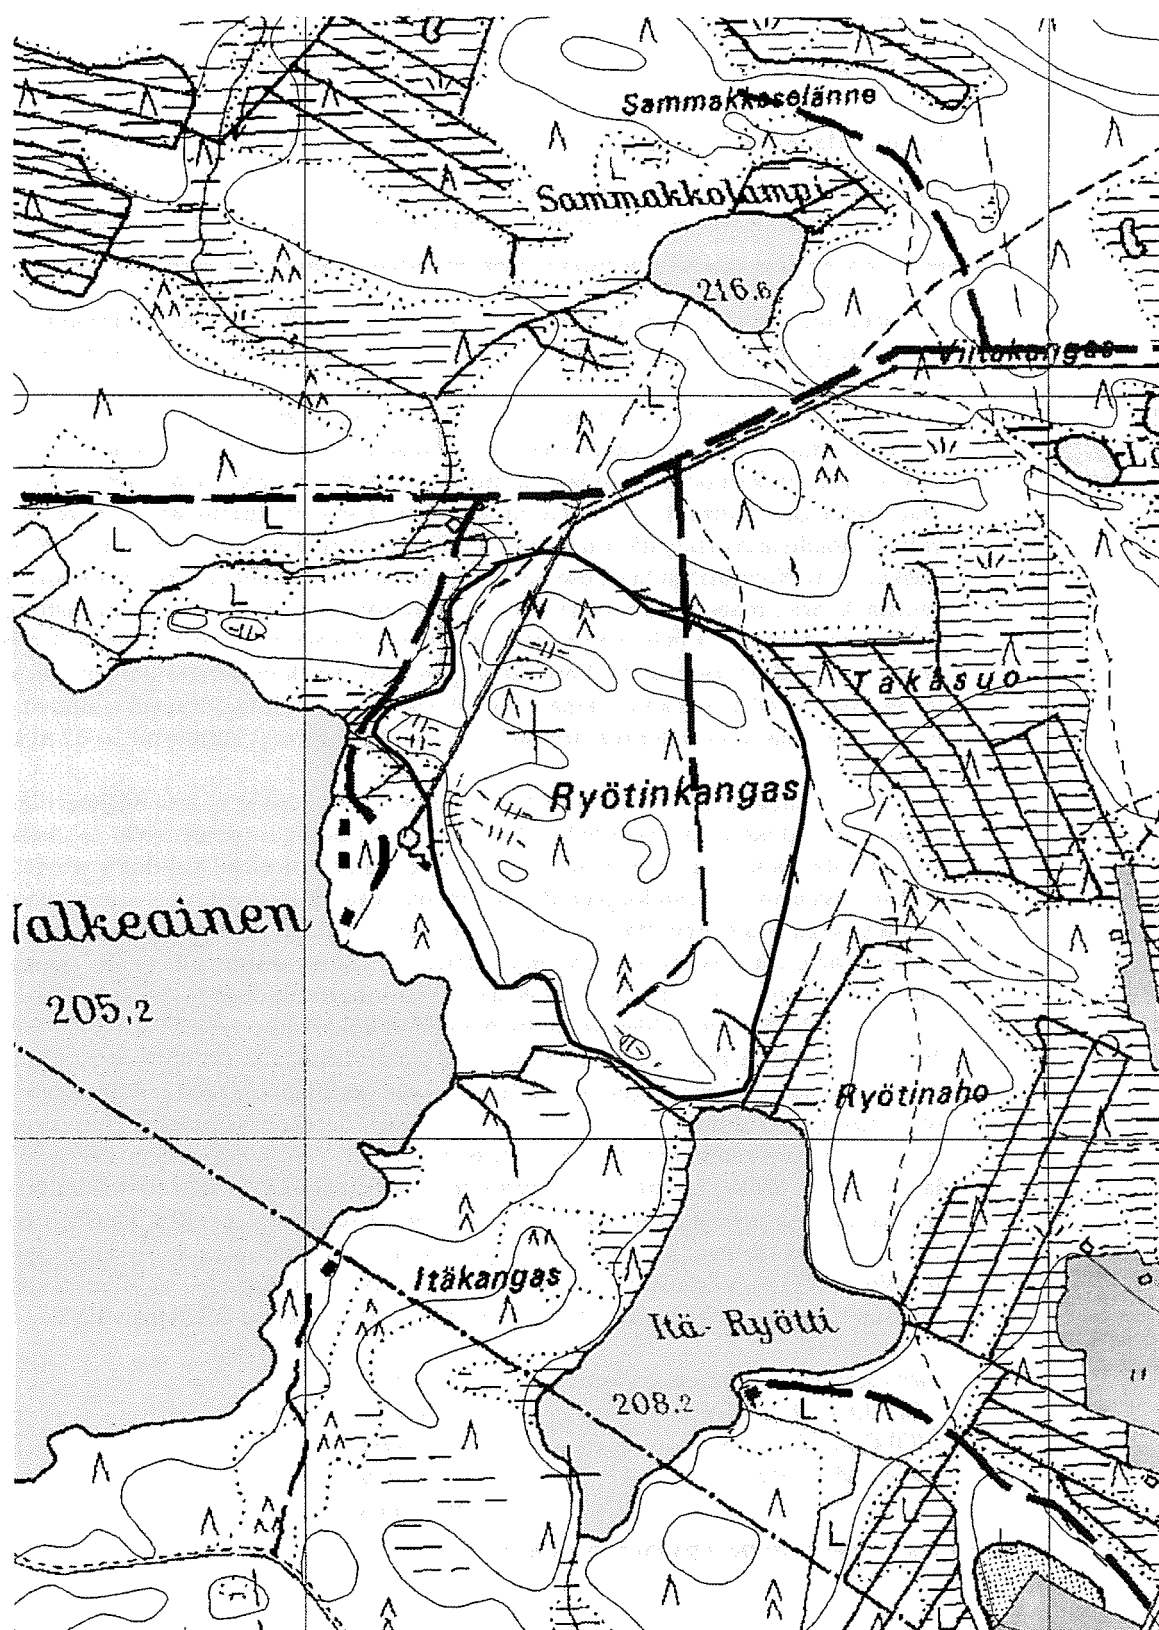 Sammakkoselänne
Sammakkolampi
216.6
Viitakangas
Takasuo
Ryötinkangas
Valkeainen
205,2
Ryötinaho
Itäkangas
Itä-Ryötti
208.2